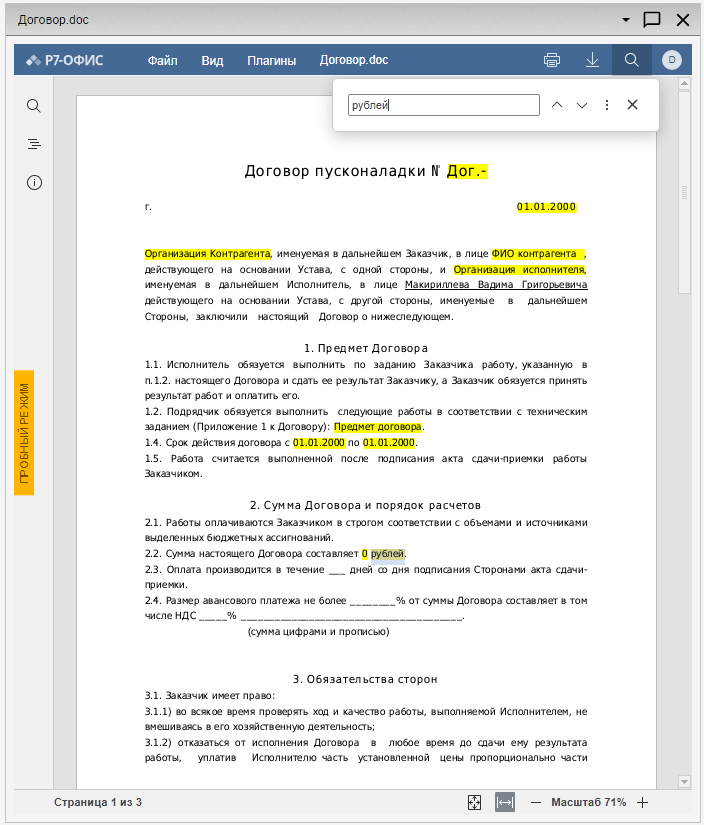 Договор.doc
Р7-ОФИС Файл Вид Плагины Договор.doc D
рублей
Договор пусконаладки № Дог.-
г. 01.01.2000
Организация Контрагента, именуемая в дальнейшем Заказчик, в лице ФИО контрагента ,
действующего на основании Устава, с одной стороны, и Организация исполнителя,
именуемая в дальнейшем Исполнитель, в лице Макириллева Вадима Григорьевича
действующего на основании Устава, с другой стороны, именуемые в дальнейшем
Стороны, заключили настоящий Договор о нижеследующем.
1. Предмет Договора
1.1. Исполнитель обязуется выполнить по заданию Заказчика работу, указанную в
п.1.2. настоящего Договора и сдать ее результат Заказчику, а Заказчик обязуется принять
результат работ и оплатить его.
1.2. Подрядчик обязуется выполнить следующие работы в соответствии с техническим
заданием (Приложение 1 к Договору): Предмет договора.
1.4. Срок действия договора с 01.01.2000 по 01.01.2000.
1.5. Работа считается выполненной после подписания акта сдачи-приемки работы
Заказчиком.
ПРОБНЫЙ РЕЖИМ
2. Сумма Договора и порядок расчетов
2.1. Работы оплачиваются Заказчиком в строгом соответствии с объемами и источниками
выделенных бюджетных ассигнований.
2.2. Сумма настоящего Договора составляет 0 рублей.
2.3. Оплата производится в течение ___ дней со дня подписания Сторонами акта сдачи-
приемки.
2.4. Размер авансового платежа не более ________% от суммы Договора составляет в том
числе НДС _____% ________________________________________.
(сумма цифрами и прописью)
3. Обязательства сторон
3.1. Заказчик имеет право:
3.1.1) во всякое время проверять ход и качество работы, выполняемой Исполнителем, не
вмешиваясь в его хозяйственную деятельность;
3.1.2) отказаться от исполнения Договора в любое время до сдачи ему результата
работы, уплатив Исполнителю часть установленной цены пропорционально части
Страница 1 из 3 Масштаб 71%